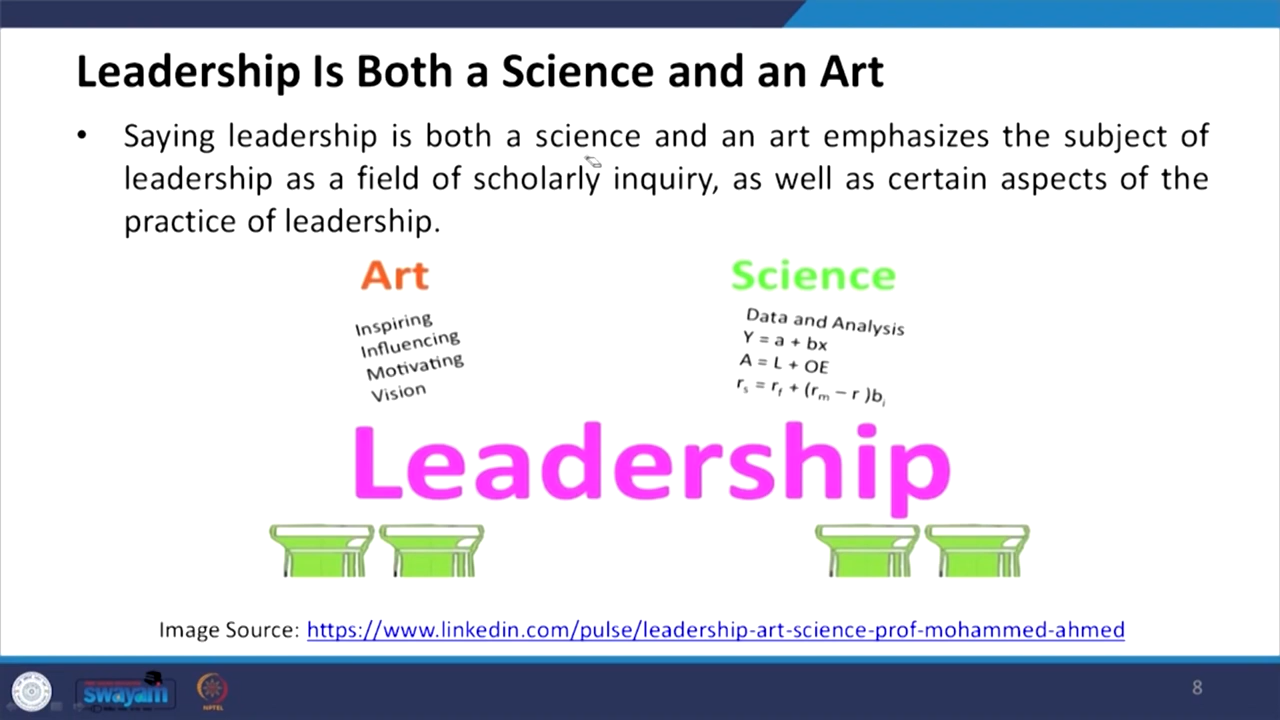 Leadership Is Both a Science and an Art
• Saying leadership is both a science and an art emphasizes the subject of
leadership as a field of scholarly inquiry, as well as certain aspects of the
practice of leadership.
Art
Inspiring
Influencing
Motivating
Vision
Science
Data and Analysis
Y = a + bx
A = L + OE
rₛ = r_f + (rₘ – r )bᵢ
Leadership
Image Source: https://www.linkedin.com/pulse/leadership-art-science-prof-mohammed-ahmed
swayam
NPTEL
8